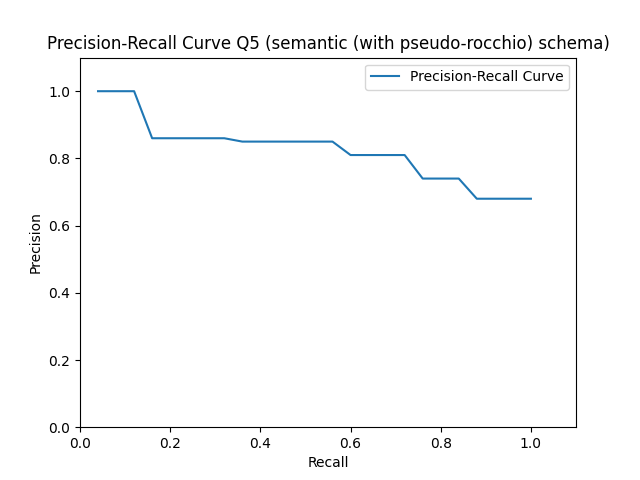 Precision-Recall Curve Q5 (semantic (with pseudo-rocchio) schema)
Precision-Recall Curve
1.0
0.8
0.6
0.4
0.2
0.0
Precision
0.0 0.2 0.4 0.6 0.8 1.0
Recall